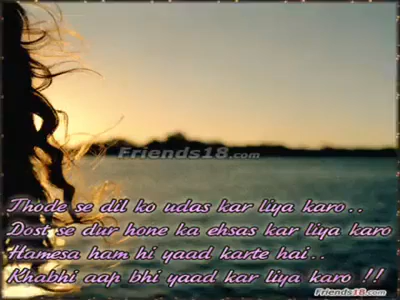 Friends18.com
Thode se dil ko udas kar liya karo..
Dost se dur hone ka ehsas kar liya karo
Hamesa ham hi yaad karte hai..
Khabhi aap bhi yaad kar liya karo !!
Friends18.com